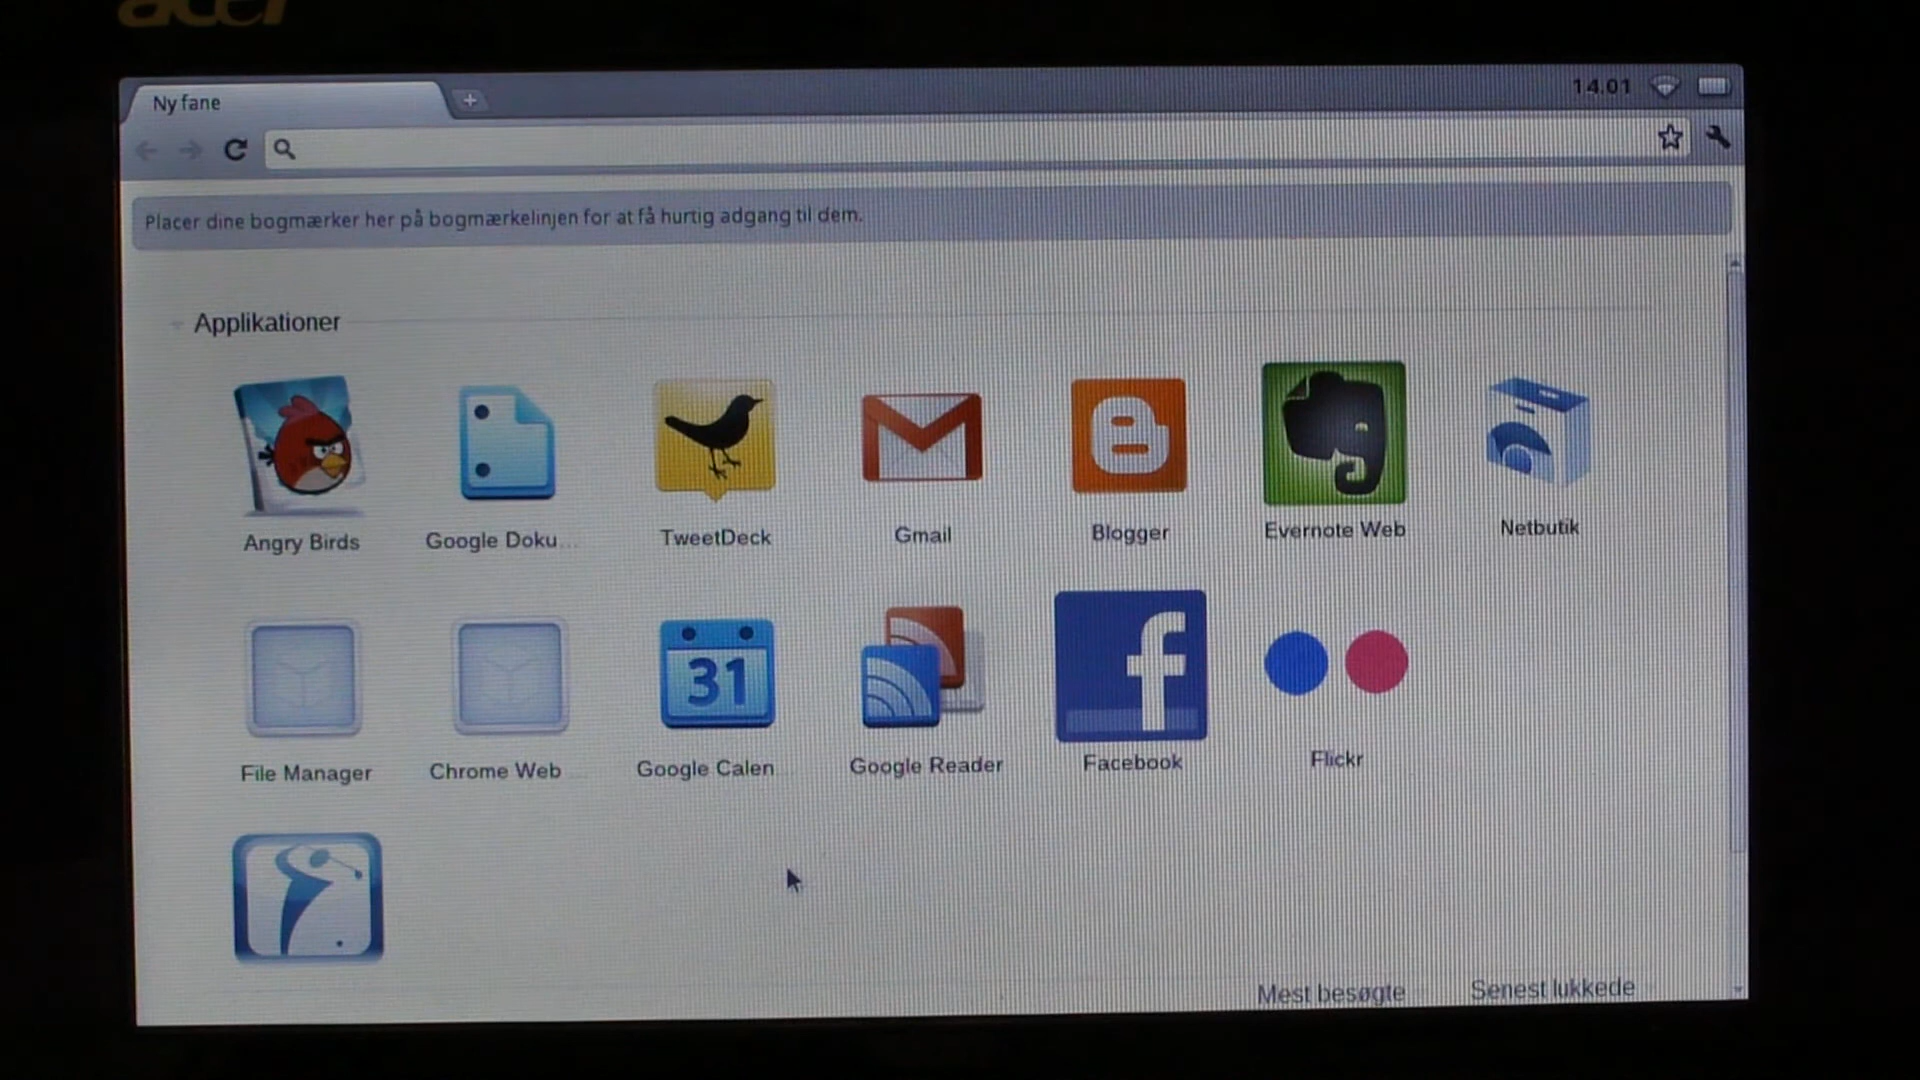 acer
Ny fane
14.01
Placer dine bogmærker her på bogmærkelinjen for at få hurtig adgang til dem.
Applikationer
Angry Birds
Google Doku...
TweetDeck
Gmail
Blogger
Evernote Web
Netbutik
31
File Manager
Chrome Web
Google Calen
Google Reader
Facebook
Flickr
Mest besøgte
Senest lukkede